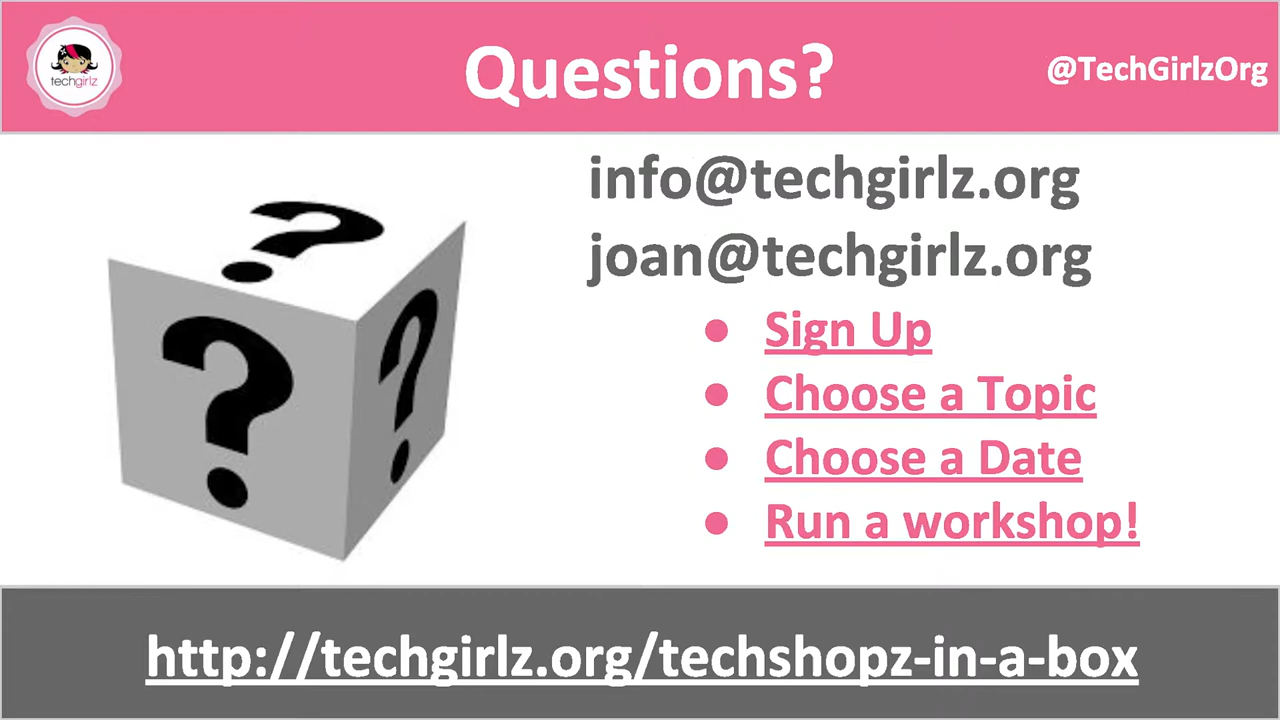 techgirlz
Questions?
@TechGirlzOrg
info@techgirlz.org
joan@techgirlz.org
? ? ?
● Sign Up
● Choose a Topic
● Choose a Date
● Run a workshop!
http://techgirlz.org/techshopz-in-a-box